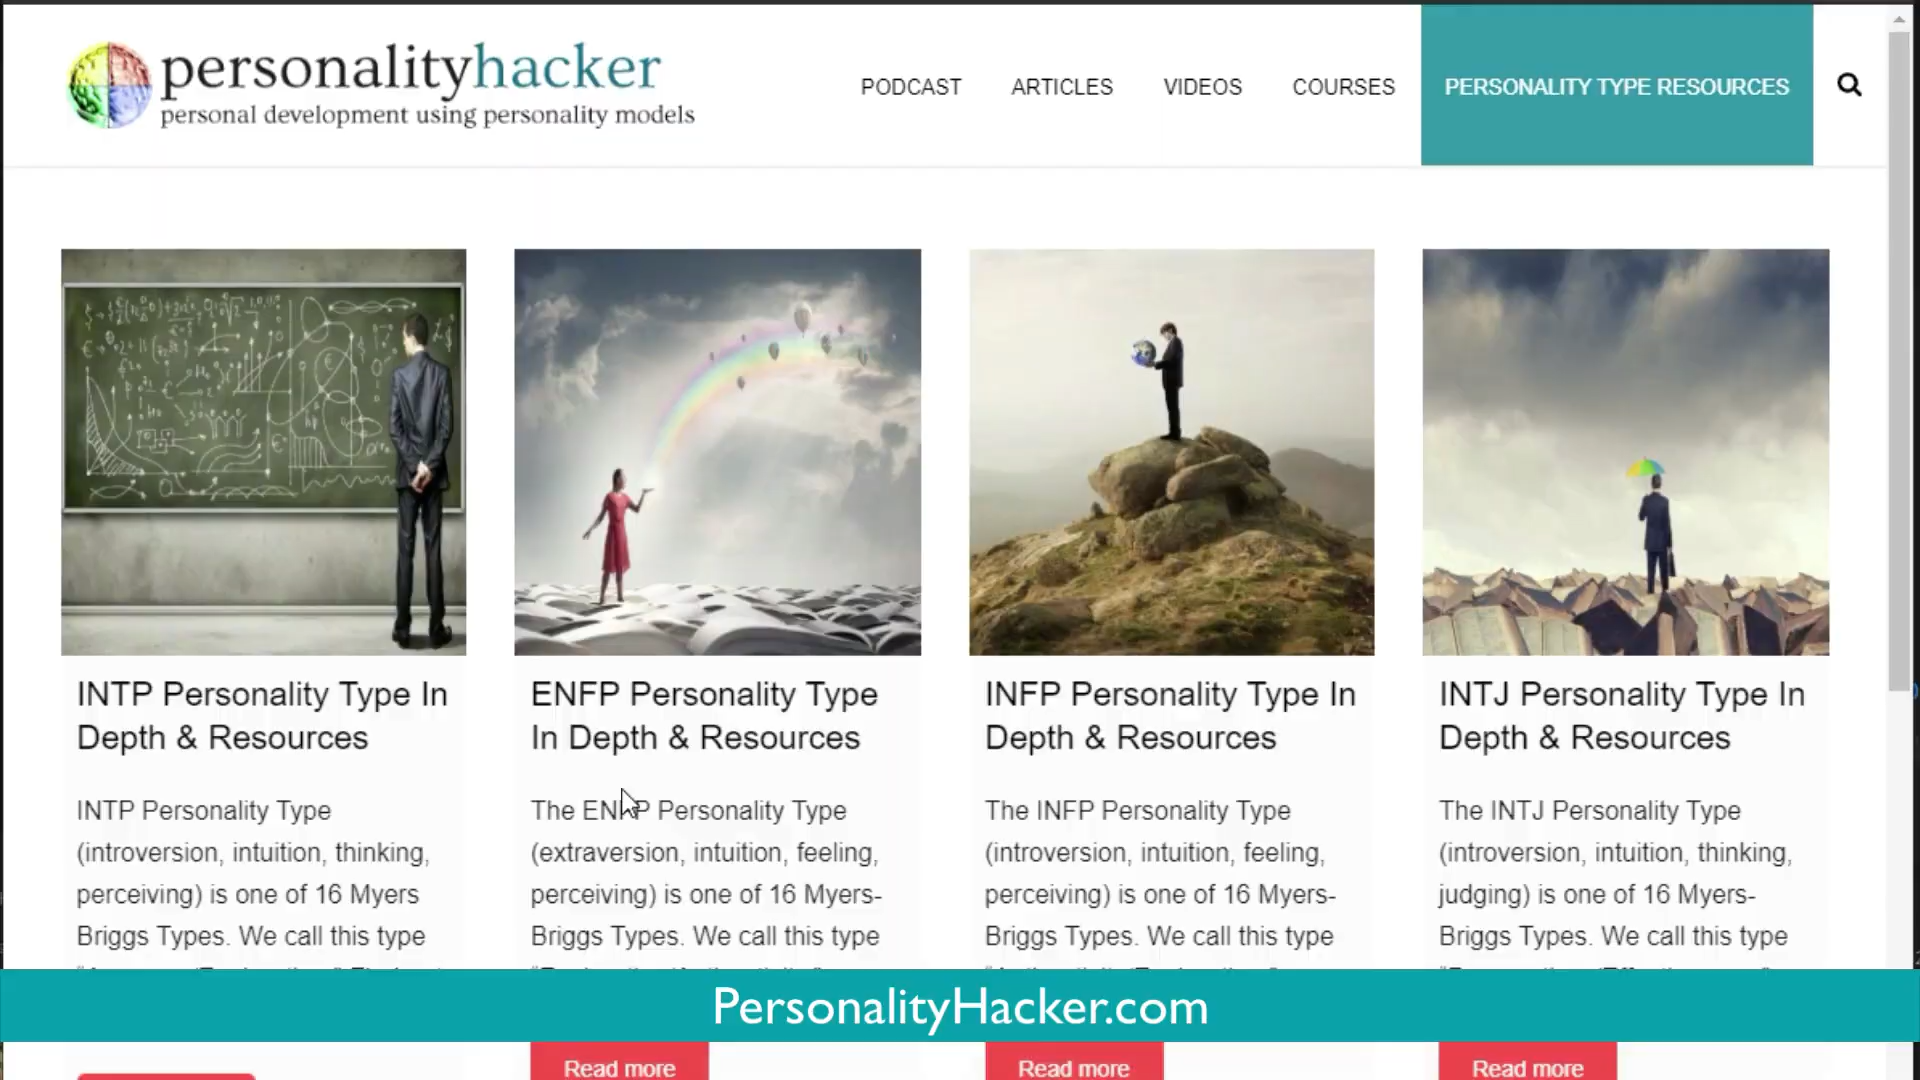 personalityhacker
personal development using personality models
PODCAST
ARTICLES
VIDEOS
COURSES
PERSONALITY TYPE RESOURCES
INTP Personality Type In
Depth & Resources
INTP Personality Type
(introversion, intuition, thinking,
perceiving) is one of 16 Myers
Briggs Types. We call this type
ENFP Personality Type
In Depth & Resources
The ENFP Personality Type
(extraversion, intuition, feeling,
perceiving) is one of 16 Myers-
Briggs Types. We call this type
Read more
INFP Personality Type In
Depth & Resources
The INFP Personality Type
(introversion, intuition, feeling,
perceiving) is one of 16 Myers-
Briggs Types. We call this type
Read more
INTJ Personality Type In
Depth & Resources
The INTJ Personality Type
(introversion, intuition, thinking,
judging) is one of 16 Myers-
Briggs Types. We call this type
Read more
PersonalityHacker.com